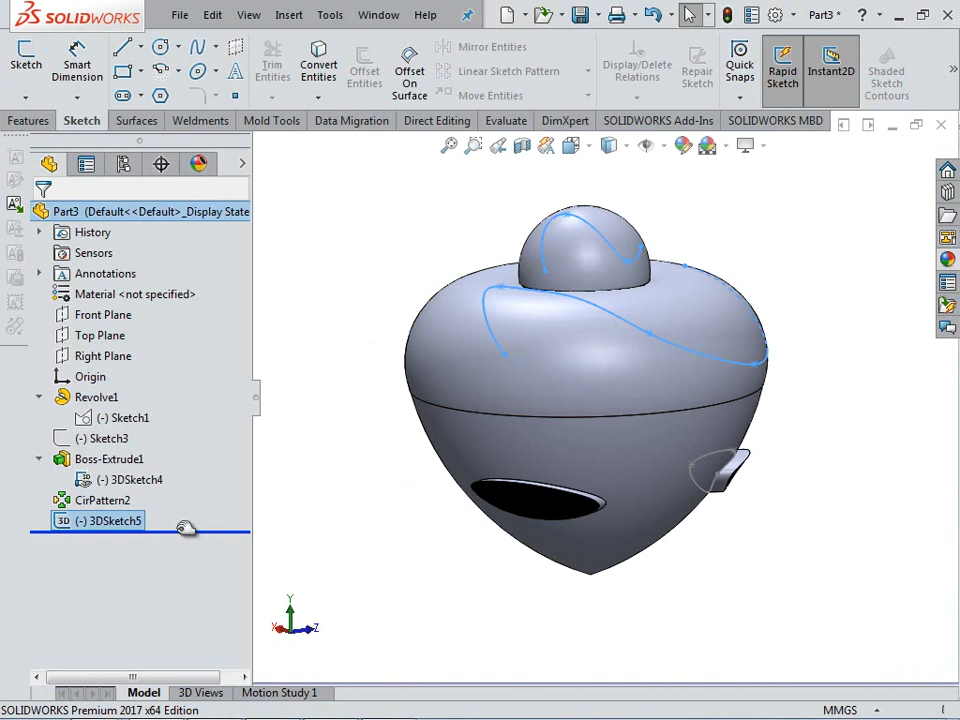 SOLIDWORKS File Edit View Insert Tools Window Help Part3 *
Sketch Smart Dimension Trim Entities Convert Entities Offset Entities Offset On Surface Mirror Entities Linear Sketch Pattern Move Entities Display/Delete Relations Repair Sketch Quick Snaps Rapid Sketch Instant2D Shaded Sketch Contours
Features Sketch Surfaces Weldments Mold Tools Data Migration Direct Editing Evaluate DimXpert SOLIDWORKS Add-Ins SOLIDWORKS MBD
Part3 (Default<<Default>_Display State
History
Sensors
Annotations
Material <not specified>
Front Plane
Top Plane
Right Plane
Origin
Revolve1
(-) Sketch1
(-) Sketch3
Boss-Extrude1
(-) 3DSketch4
CirPattern2
3D (-) 3DSketch5
Y
X Z
Model 3D Views Motion Study 1
SOLIDWORKS Premium 2017 x64 Edition MMGS